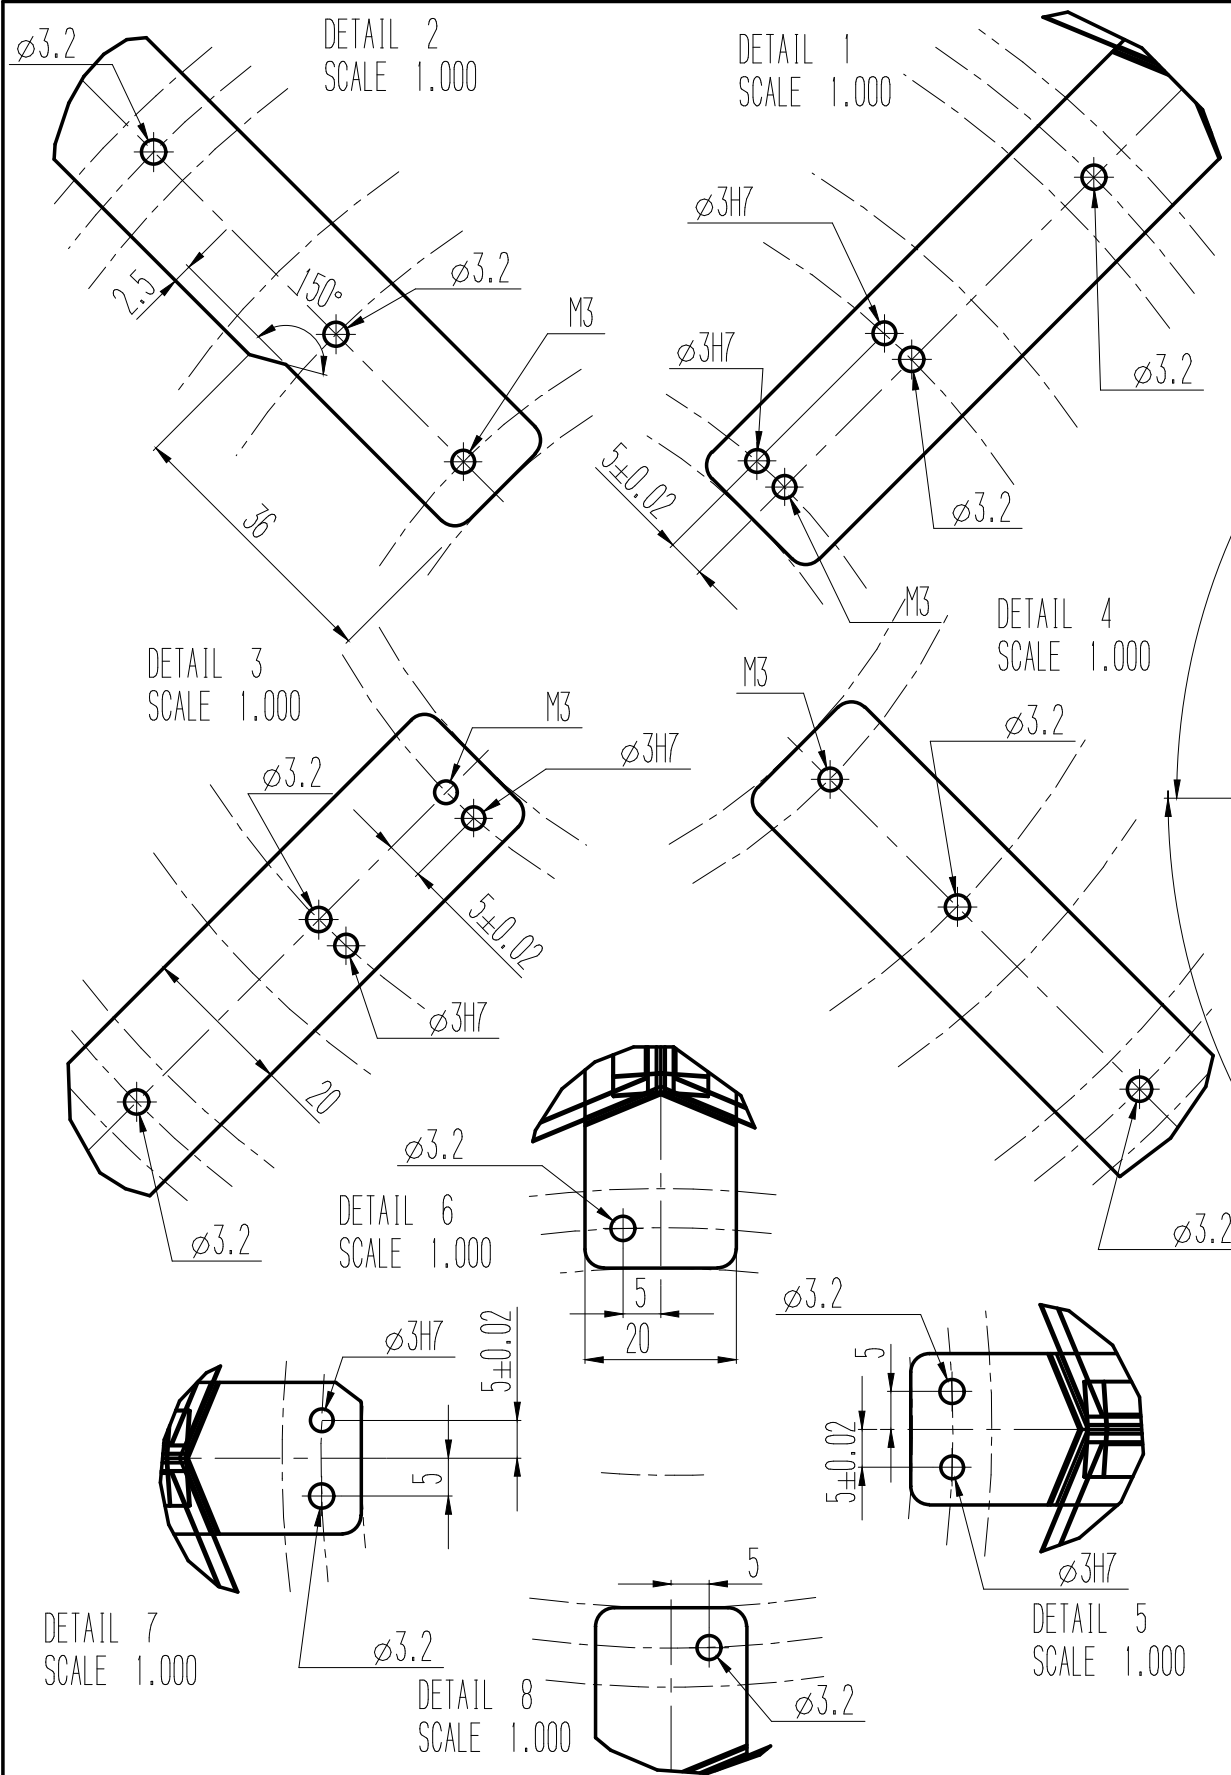 DETAIL 2
SCALE 1.000
⌀3.2
2.5
150°
⌀3.2
M3
36
DETAIL 1
SCALE 1.000
⌀3H7
⌀3H7
⌀3.2
⌀3.2
5±0.02
M3
DETAIL 3
SCALE 1.000
M3
⌀3H7
⌀3.2
5±0.02
⌀3H7
20
⌀3.2
DETAIL 4
SCALE 1.000
M3
⌀3.2
⌀3.2
DETAIL 6
SCALE 1.000
⌀3.2
5
20
⌀3H7
5±0.02
5
⌀3.2
DETAIL 7
SCALE 1.000
⌀3.2
5
5±0.02
⌀3H7
DETAIL 5
SCALE 1.000
5
⌀3.2
DETAIL 8
SCALE 1.000